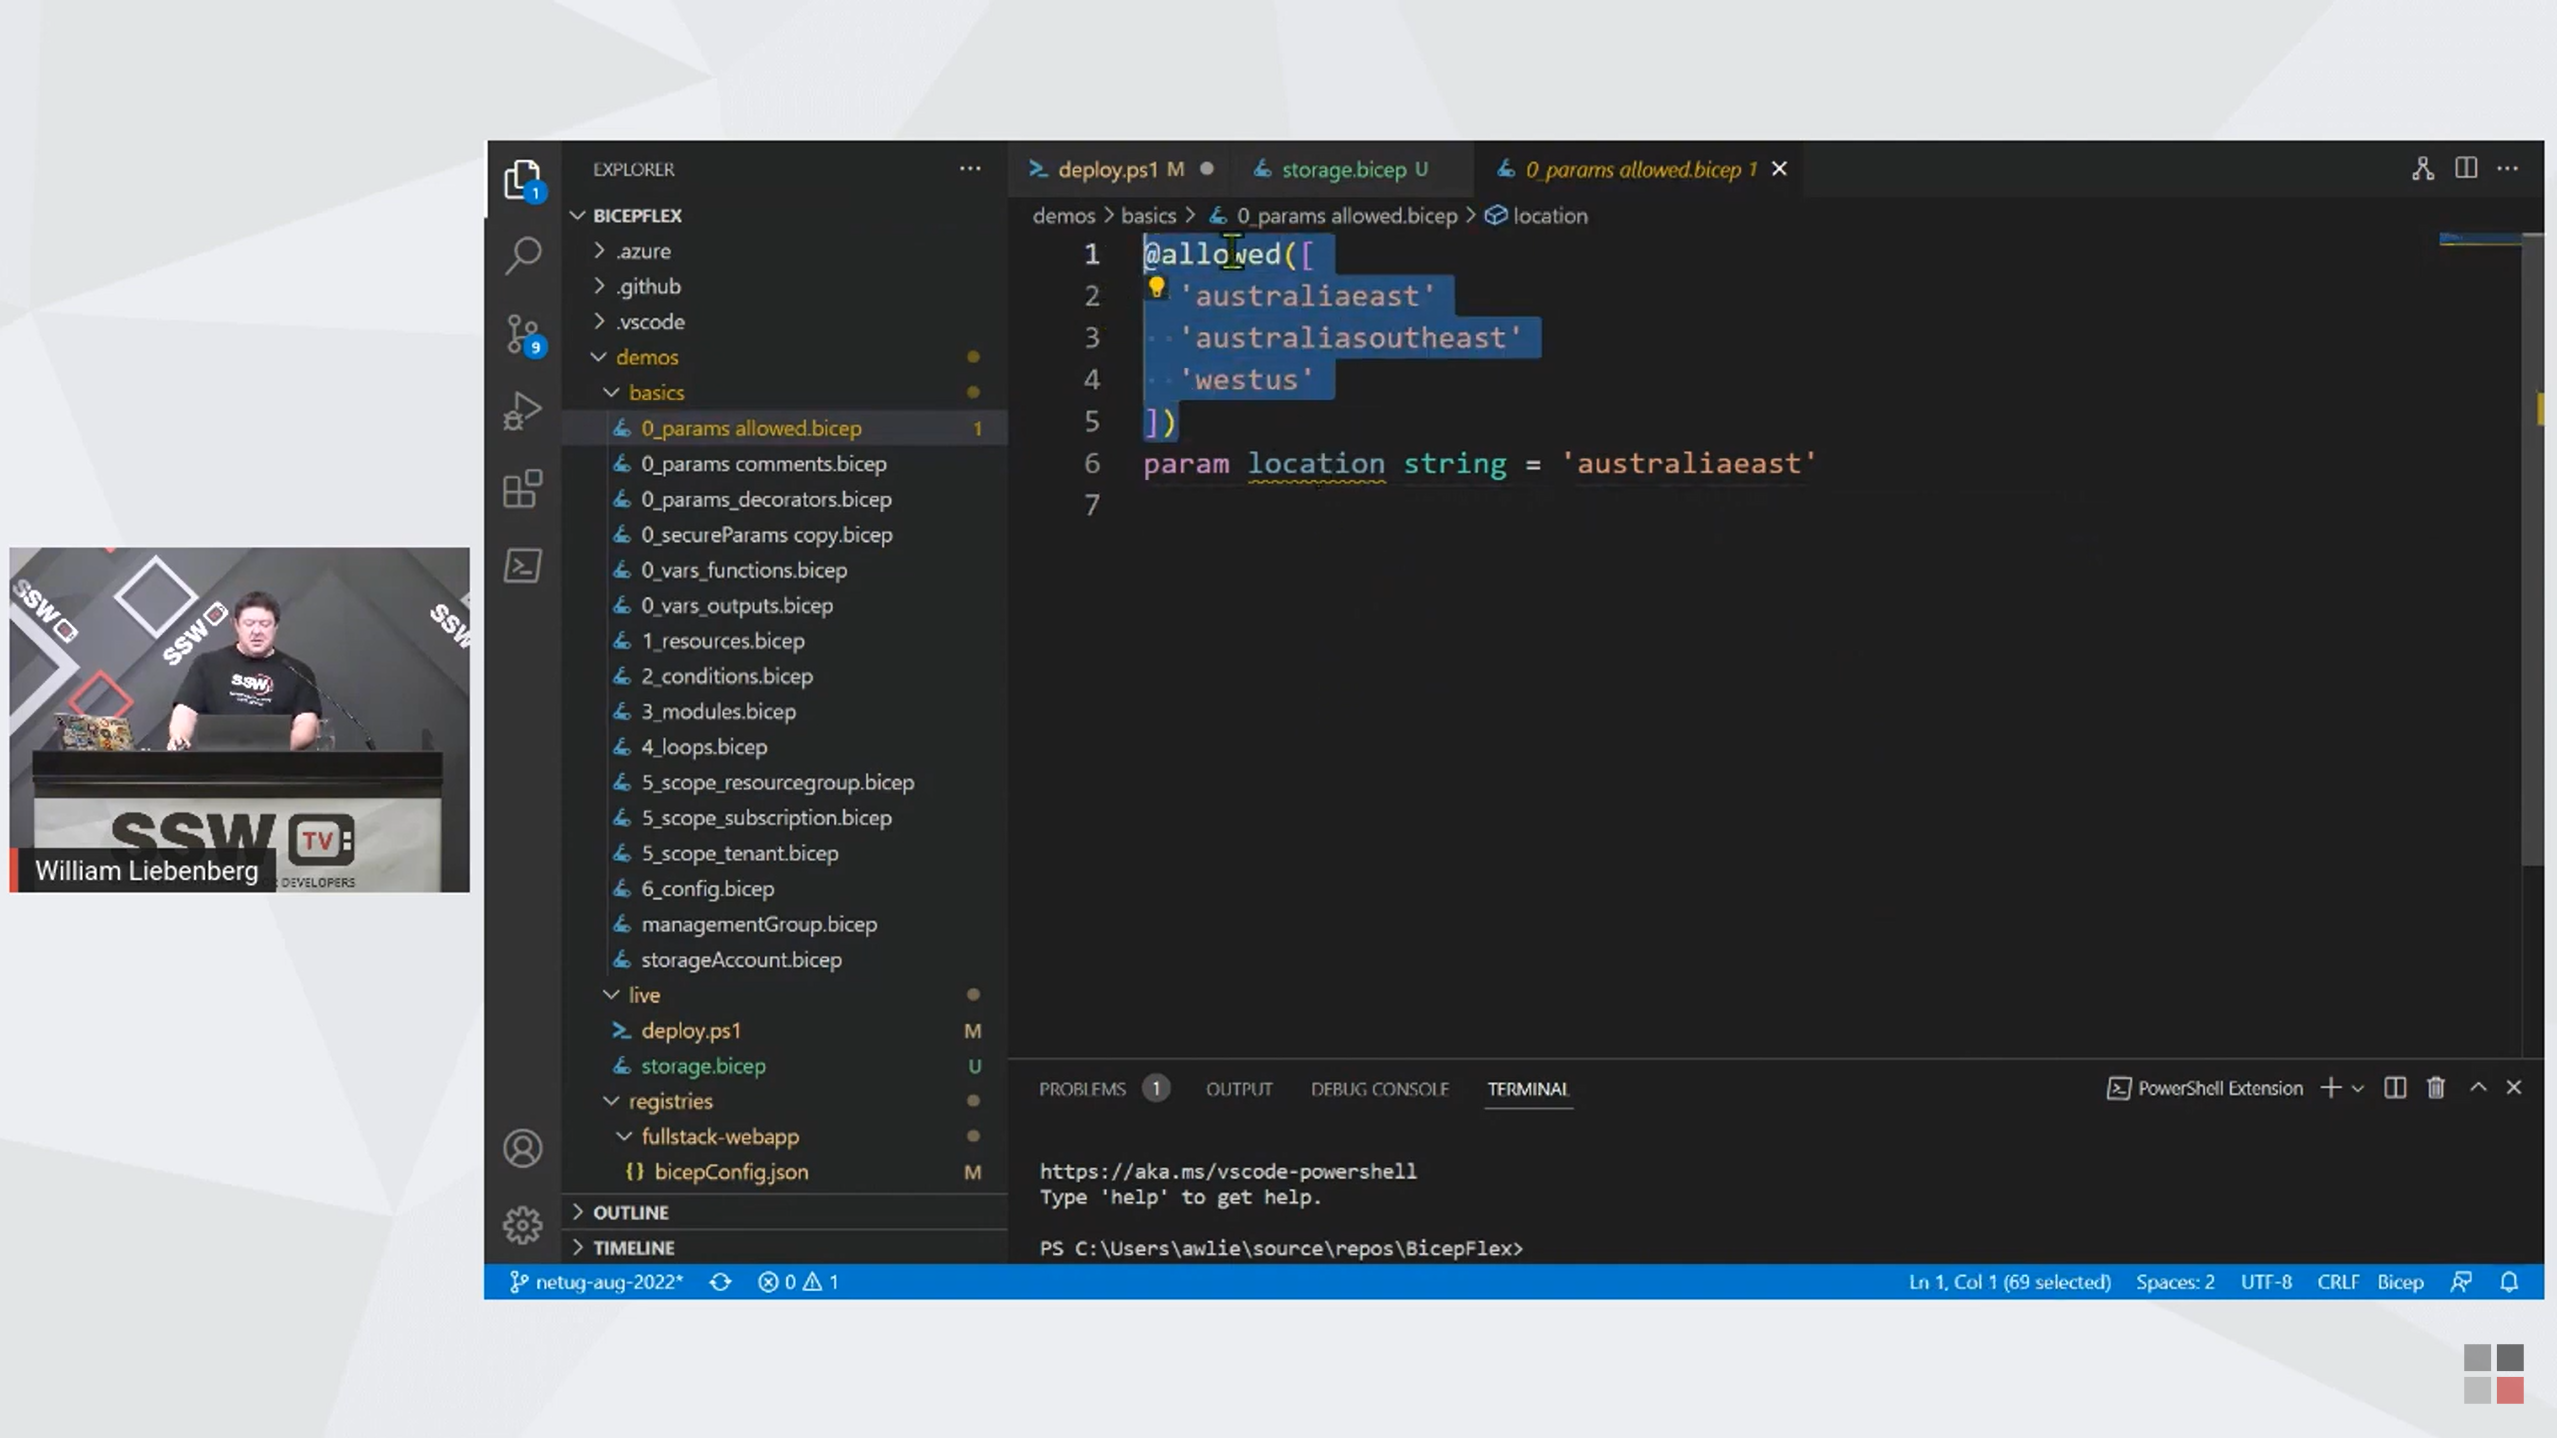 EXPLORER
BICEPFLEX
.azure
.github
.vscode
demos
basics
0_params allowed.bicep 1
0_params comments.bicep
0_params_decorators.bicep
0_secureParams copy.bicep
0_vars_functions.bicep
0_vars_outputs.bicep
1_resources.bicep
2_conditions.bicep
3_modules.bicep
4_loops.bicep
5_scope_resourcegroup.bicep
5_scope_subscription.bicep
5_scope_tenant.bicep
6_config.bicep
managementGroup.bicep
storageAccount.bicep
live
deploy.ps1 M
storage.bicep U
registries
fullstack-webapp
{} bicepConfig.json M
OUTLINE
TIMELINE
1
9
deploy.ps1 M
storage.bicep U
0_params allowed.bicep 1
demos > basics > 0_params allowed.bicep > location
1 @allowed([
2 'australiaeast'
3 'australiasoutheast'
4 'westus'
5 ])
6 param location string = 'australiaeast'
7
PROBLEMS 1 OUTPUT DEBUG CONSOLE TERMINAL
PowerShell Extension
https://aka.ms/vscode-powershell
Type 'help' to get help.
PS C:\Users\awlie\source\repos\BicepFlex>
netug-aug-2022* 0 1
Ln 1, Col 1 (69 selected) Spaces: 2 UTF-8 CRLF Bicep
SSW
SSW
SSW
SSW
SSW TV
William Liebenberg
DEVELOPERS